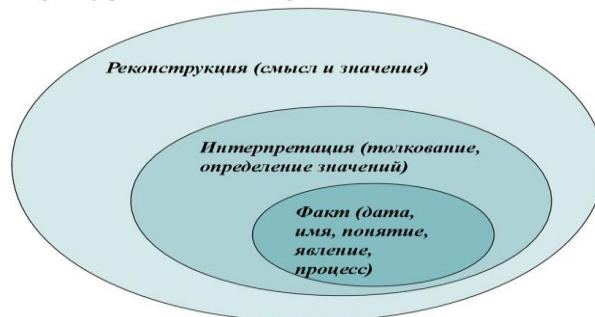 Реконструкция (смысл и значение)
Интерпретация (толкование,
определение значений)
Факт (дата,
имя, понятие,
явление,
процесс)